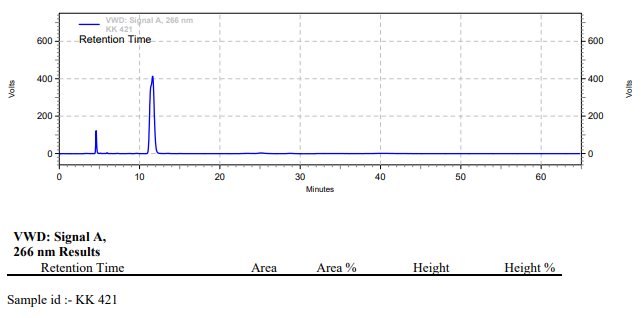 VWD: Signal A, 266 nm
KK 421
Retention Time
600
400
200
0
Volts
600
400
200
0
Volts
0 10 20 30 40 50 60
Minutes
VWD: Signal A,
266 nm Results
Retention Time Area Area % Height Height %
Sample id :- KK 421